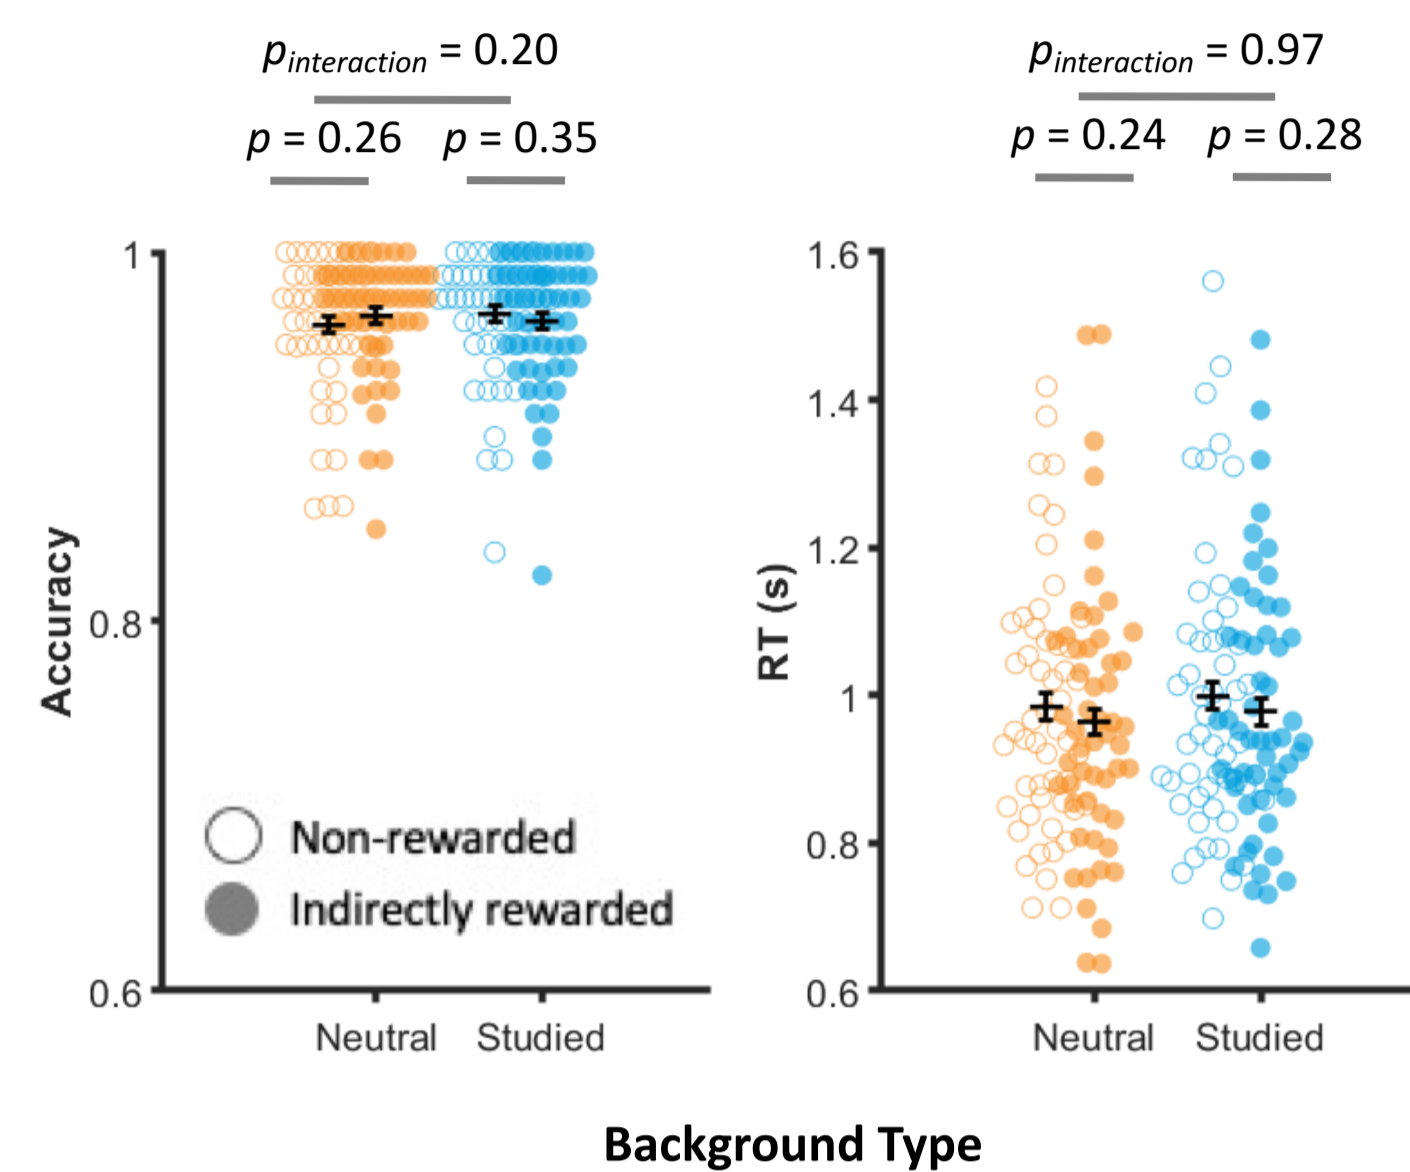 pinteraction = 0.20
p = 0.26 p = 0.35
1
0.8
0.6
Accuracy
Non-rewarded
Indirectly rewarded
Neutral Studied
pinteraction = 0.97
p = 0.24 p = 0.28
1.6
1.4
1.2
1
0.8
0.6
RT (s)
Neutral Studied
Background Type